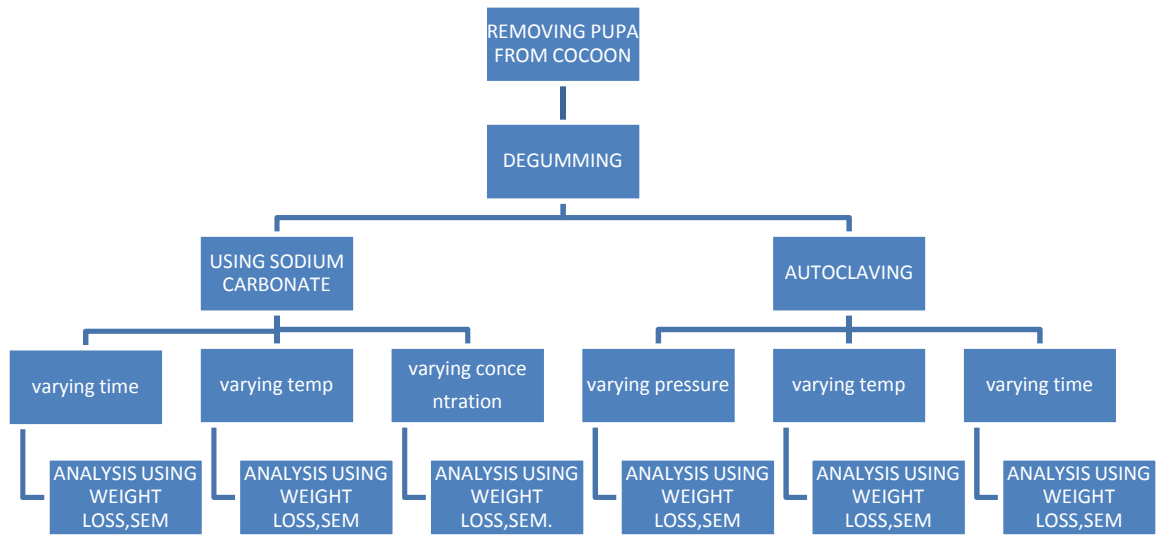 REMOVING PUPA
FROM COCOON
DEGUMMING
USING SODIUM
CARBONATE
AUTOCLAVING
varying time
varying temp
varying conce
ntration
varying pressure
varying temp
varying time
ANALYSIS USING
WEIGHT
LOSS,SEM
ANALYSIS USING
WEIGHT
LOSS,SEM
ANALYSIS USING
WEIGHT
LOSS,SEM.
ANALYSIS USING
WEIGHT
LOSS,SEM
ANALYSIS USING
WEIGHT
LOSS,SEM
ANALYSIS USING
WEIGHT
LOSS,SEM